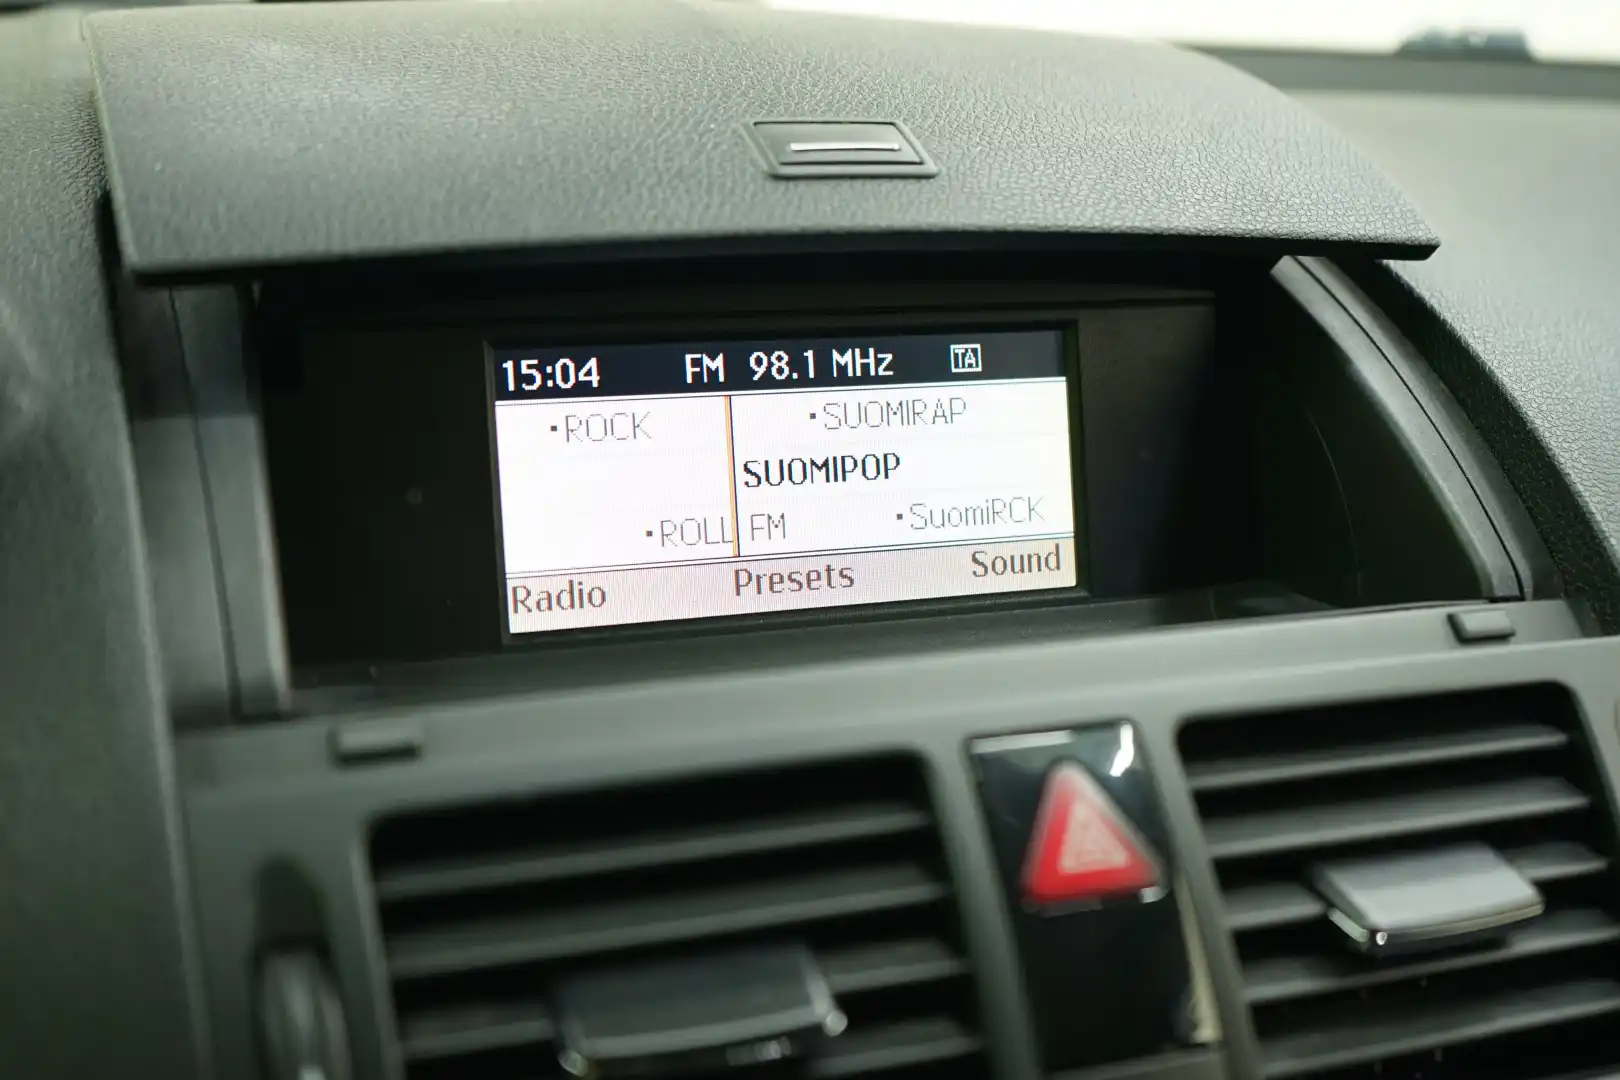 15:04 FM 98.1 MHz TA
•ROCK •SUOMIRAP
SUOMIPOP
•ROLL FM •SuomiRCK
Radio Presets Sound